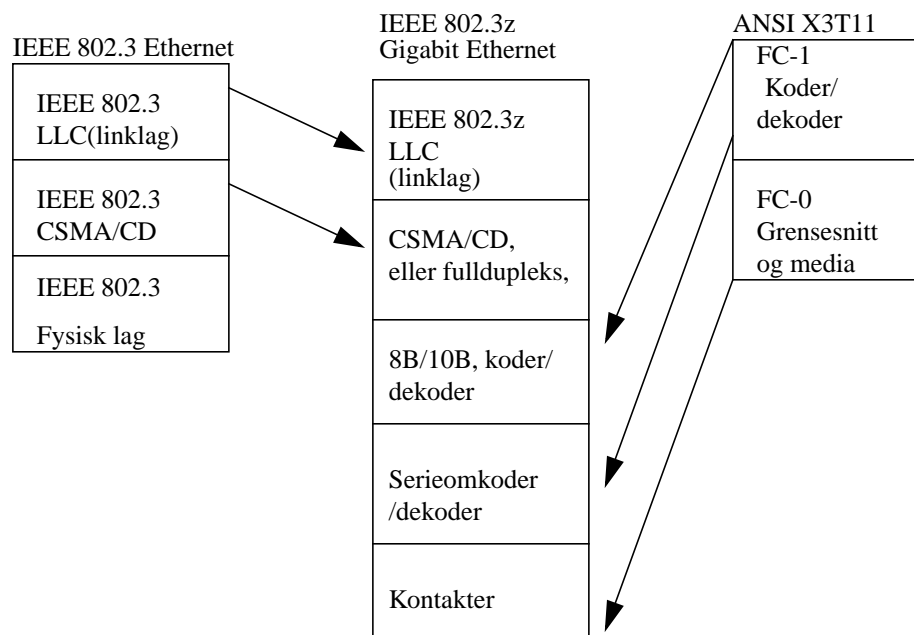 IEEE 802.3 Ethernet
IEEE 802.3
LLC(linklag)
IEEE 802.3
CSMA/CD
IEEE 802.3
Fysisk lag
IEEE 802.3z
Gigabit Ethernet
IEEE 802.3z
LLC
(linklag)
CSMA/CD,
eller fulldupleks,
8B/10B, koder/
dekoder
Serieomkoder
/dekoder
Kontakter
ANSI X3T11
FC-1
Koder/
dekoder
FC-0
Grensesnitt
og media